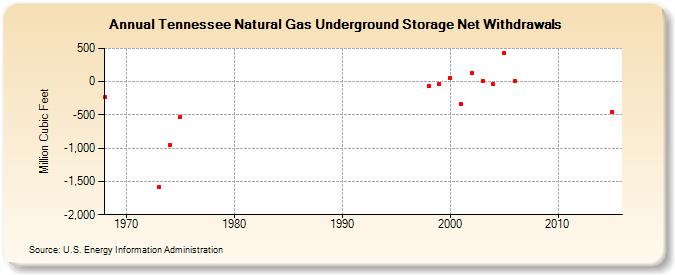 Annual Tennessee Natural Gas Underground Storage Net Withdrawals
Million Cubic Feet
500
0
-500
-1,000
-1,500
-2,000
1970 1980 1990 2000 2010
Source: U.S. Energy Information Administration